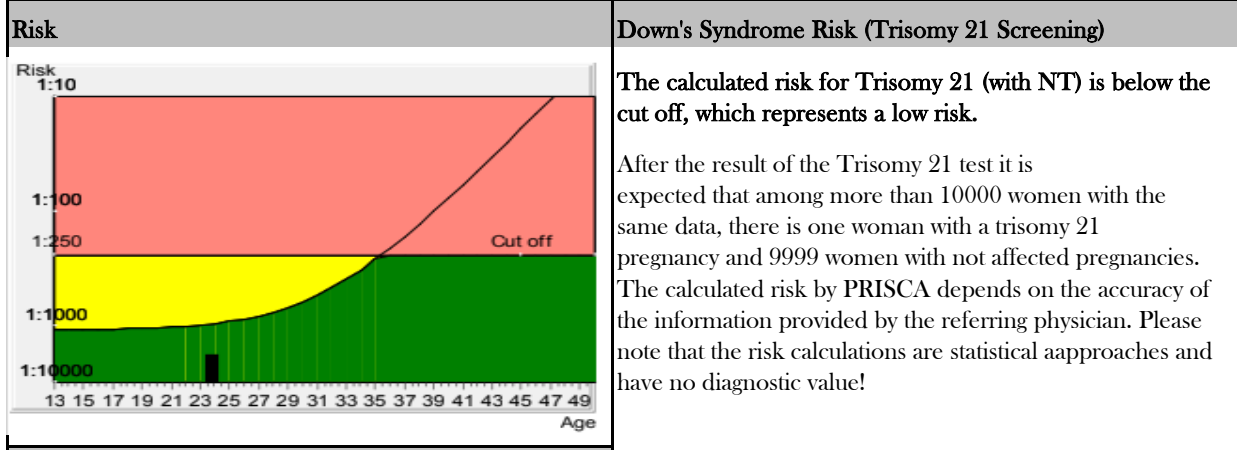 Risk
Down's Syndrome Risk (Trisomy 21 Screening)
Risk
1:10
1:100
1:250
Cut off
1:1000
1:10000
13 15 17 19 21 23 25 27 29 31 33 35 37 39 41 43 45 47 49
Age
The calculated risk for Trisomy 21 (with NT) is below the
cut off, which represents a low risk.
After the result of the Trisomy 21 test it is
expected that among more than 10000 women with the
same data, there is one woman with a trisomy 21
pregnancy and 9999 women with not affected pregnancies.
The calculated risk by PRISCA depends on the accuracy of
the information provided by the referring physician. Please
note that the risk calculations are statistical aapproaches and
have no diagnostic value!